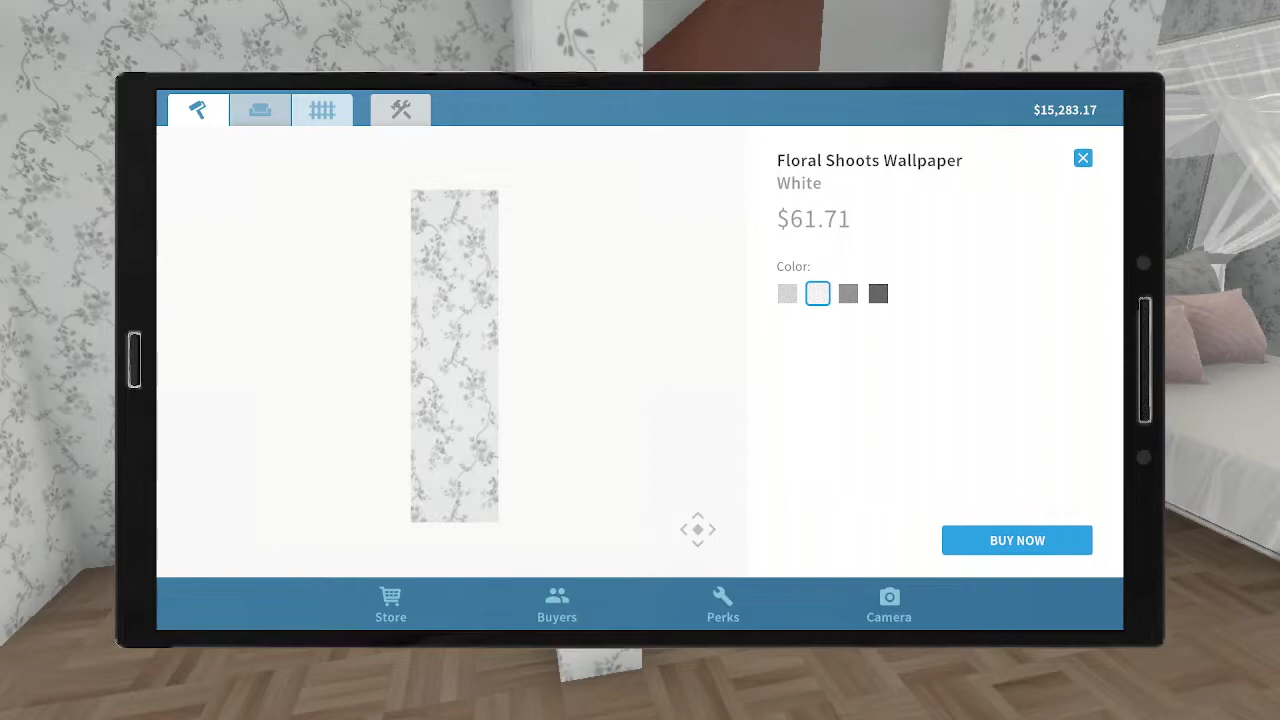 $15,283.17
Floral Shoots Wallpaper
White
$61.71
Color:
BUY NOW
Store
Buyers
Perks
Camera